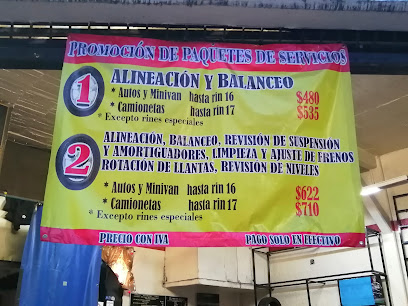 PROMOCIÓN DE PAQUETES DE SERVICIOS
1 ALINEACIÓN Y BALANCEO
* Autos y Minivan hasta rin 16 $480
* Camionetas hasta rin 17 $535
* Excepto rines especiales
2 ALINEACIÓN, BALANCEO, REVISIÓN DE SUSPENSIÓN
Y AMORTIGUADORES, LIMPIEZA Y AJUSTE DE FRENOS
ROTACIÓN DE LLANTAS, REVISIÓN DE NIVELES
* Autos y Minivan hasta rin 16 $622
* Camionetas hasta rin 17 $710
* Excepto rines especiales
PRECIO CON IVA PAGO SOLO EN EFECTIVO